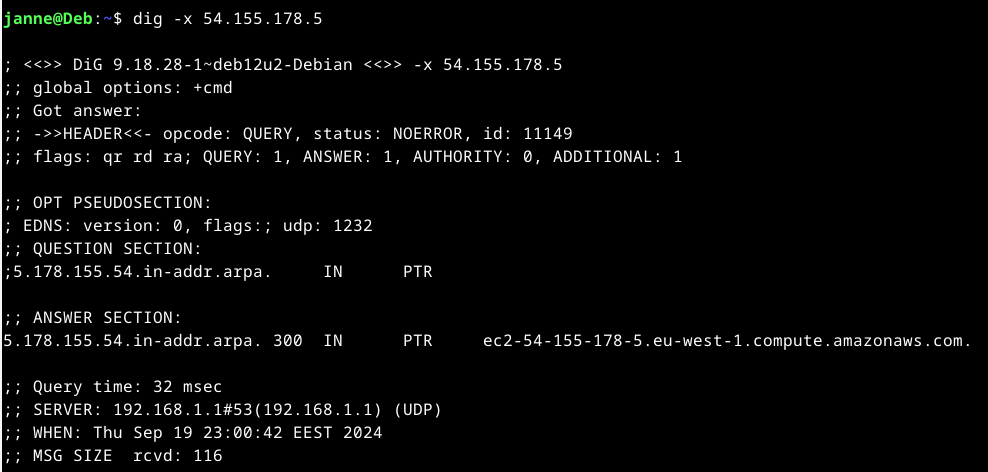 janne@Deb:~$ dig -x 54.155.178.5
; <<>> DiG 9.18.28-1~deb12u2-Debian <<>> -x 54.155.178.5
;; global options: +cmd
;; Got answer:
;; ->>HEADER<<- opcode: QUERY, status: NOERROR, id: 11149
;; flags: qr rd ra; QUERY: 1, ANSWER: 1, AUTHORITY: 0, ADDITIONAL: 1
;; OPT PSEUDOSECTION:
; EDNS: version: 0, flags:; udp: 1232
;; QUESTION SECTION:
;5.178.155.54.in-addr.arpa. IN PTR
;; ANSWER SECTION:
5.178.155.54.in-addr.arpa. 300 IN PTR ec2-54-155-178-5.eu-west-1.compute.amazonaws.com.
;; Query time: 32 msec
;; SERVER: 192.168.1.1#53(192.168.1.1) (UDP)
;; WHEN: Thu Sep 19 23:00:42 EEST 2024
;; MSG SIZE rcvd: 116